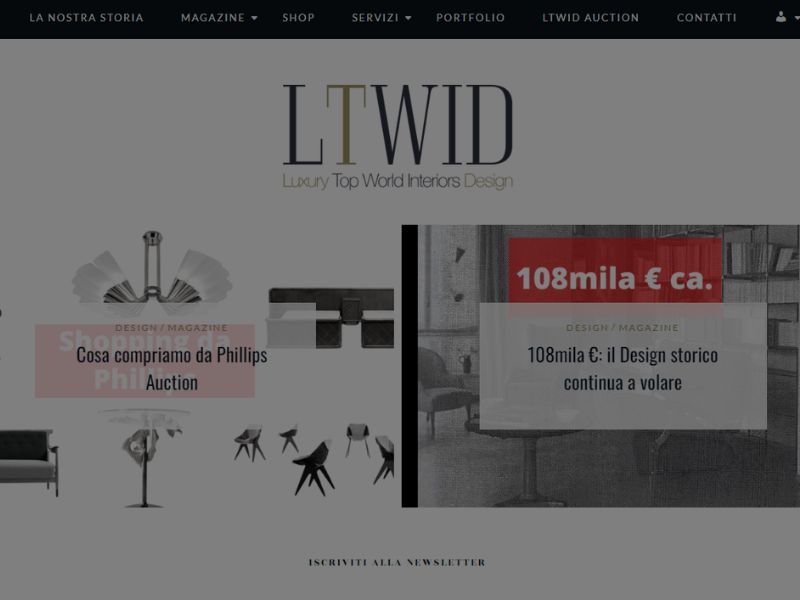 LA NOSTRA STORIA
MAGAZINE
SHOP
SERVIZI
PORTFOLIO
LTWID AUCTION
CONTATTI
LTWID
Luxury Top World Interiors Design
Shopping da
Phillips
DESIGN / MAGAZINE
Cosa compriamo da Phillips
Auction
108mila € ca.
DESIGN / MAGAZINE
108mila €: il Design storico
continua a volare
ISCRIVITI ALLA NEWSLETTER